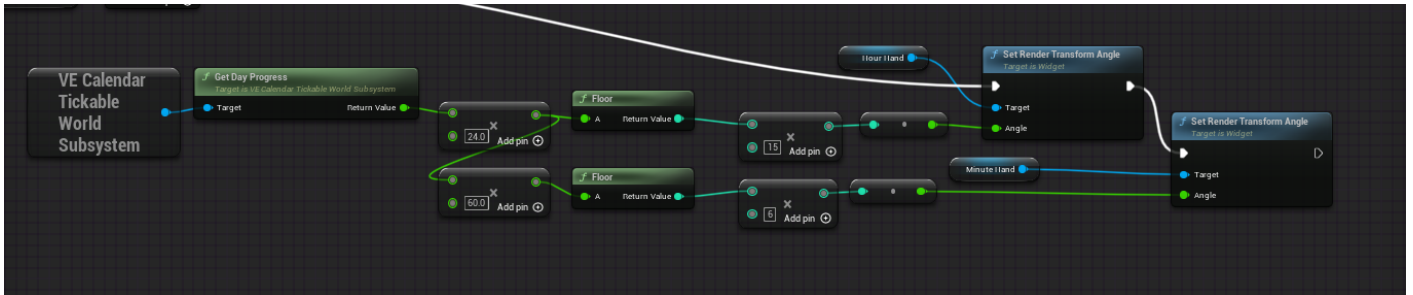 VE Calendar
Tickable
World
Subsystem
Get Day Progress
Target is VE Calendar Tickable World Subsystem
Target
Return Value
24.0
Add pin
60.0
Add pin
Floor
A
Return Value
Floor
A
Return Value
15
Add pin
6
Add pin
Hour Hand
Set Render Transform Angle
Target is Widget
Target
Angle
Minute Hand
Set Render Transform Angle
Target is Widget
Target
Angle